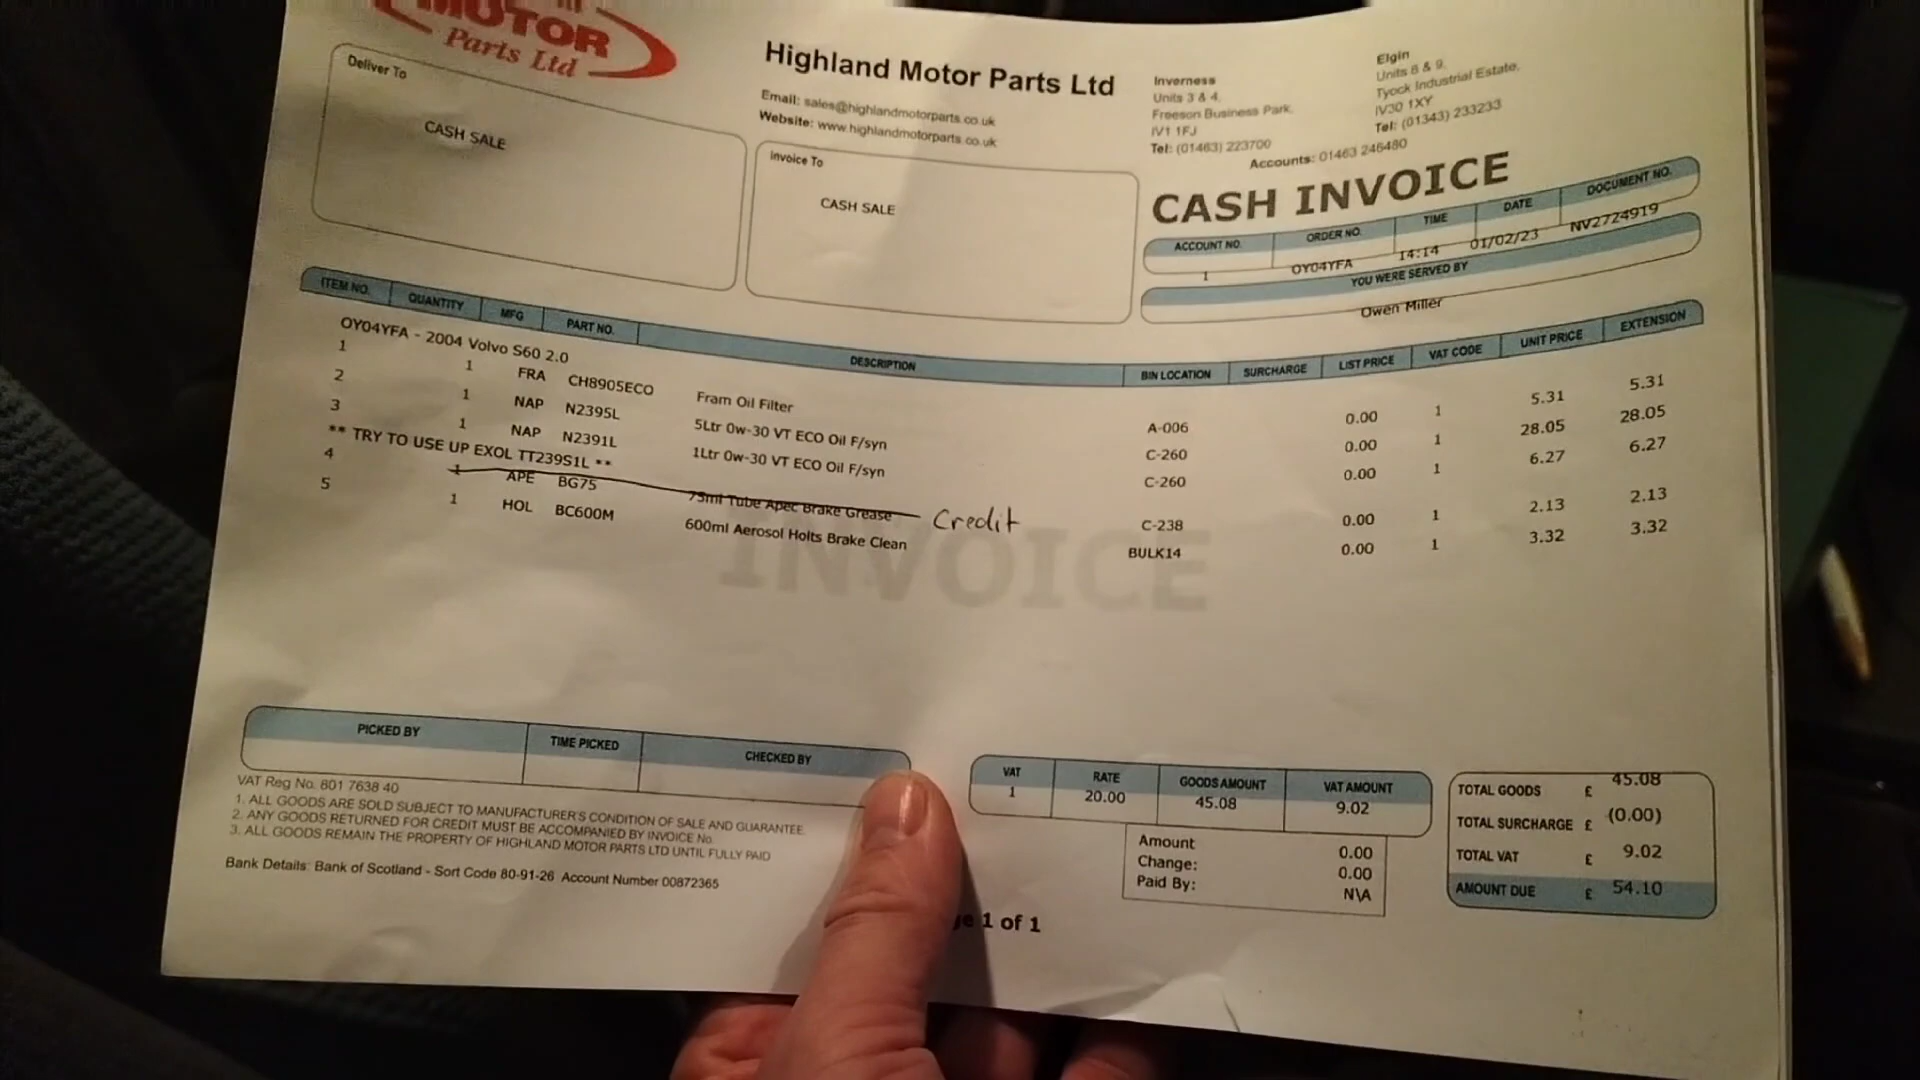 MOTOR
Parts Ltd
Deliver To
CASH SALE
Highland Motor Parts Ltd
Email: sales@highlandmotorparts.co.uk
Website: www.highlandmotorparts.co.uk
Invoice To
CASH SALE
Inverness
Units 3 & 4,
Freeson Business Park,
IV1 1FJ
Tel: (01463) 223700
Elgin
Units 8 & 9,
Tyock Industrial Estate,
IV30 1XY
Tel: (01343) 233233
Accounts: 01463 246480
CASH INVOICE
ACCOUNT NO. ORDER NO. TIME DATE DOCUMENT NO.
1 OY04YFA 14:14 01/02/23 NV2724919
YOU WERE SERVED BY
Owen Miller
ITEM NO. QUANTITY MFG PART NO. DESCRIPTION BIN LOCATION SURCHARGE LIST PRICE VAT CODE UNIT PRICE EXTENSION
OY04YFA - 2004 Volvo S60 2.0
1 1 FRA CH8905ECO Fram Oil Filter A-006 0.00 1 5.31 5.31
2 1 NAP N2395L 5Ltr 0w-30 VT ECO Oil F/syn C-260 0.00 1 28.05 28.05
3 1 NAP N2391L 1Ltr 0w-30 VT ECO Oil F/syn C-260 0.00 1 6.27 6.27
** TRY TO USE UP EXOL TT239S1L **
4 1 APE BG75 75ml Tube Apec Brake Grease Credit C-238 0.00 1 2.13 2.13
5 1 HOL BC600M 600ml Aerosol Holts Brake Clean BULK14 0.00 1 3.32 3.32
INVOICE
PICKED BY TIME PICKED CHECKED BY
VAT Reg No. 801 7638 40
1. ALL GOODS ARE SOLD SUBJECT TO MANUFACTURER'S CONDITION OF SALE AND GUARANTEE
2. ANY GOODS RETURNED FOR CREDIT MUST BE ACCOMPANIED BY INVOICE No.
3. ALL GOODS REMAIN THE PROPERTY OF HIGHLAND MOTOR PARTS LTD UNTIL FULLY PAID
Bank Details: Bank of Scotland - Sort Code 80-91-26 Account Number 00872365
VAT RATE GOODS AMOUNT VAT AMOUNT
1 20.00 45.08 9.02
Amount 0.00
Change: 0.00
Paid By: N\A
TOTAL GOODS £ 45.08
TOTAL SURCHARGE £ (0.00)
TOTAL VAT £ 9.02
AMOUNT DUE £ 54.10
1 of 1